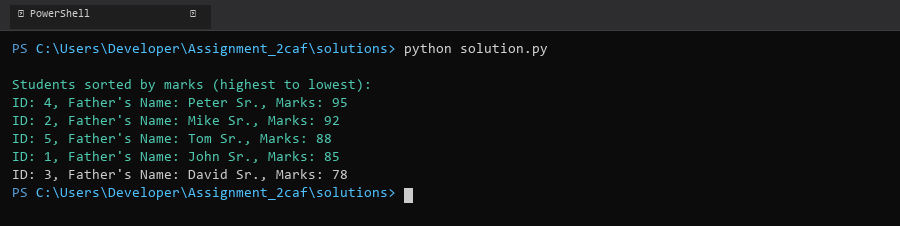 PowerShell
PS C:\Users\Developer\Assignment_2caf\solutions> python solution.py
Students sorted by marks (highest to lowest):
ID: 4, Father's Name: Peter Sr., Marks: 95
ID: 2, Father's Name: Mike Sr., Marks: 92
ID: 5, Father's Name: Tom Sr., Marks: 88
ID: 1, Father's Name: John Sr., Marks: 85
ID: 3, Father's Name: David Sr., Marks: 78
PS C:\Users\Developer\Assignment_2caf\solutions>